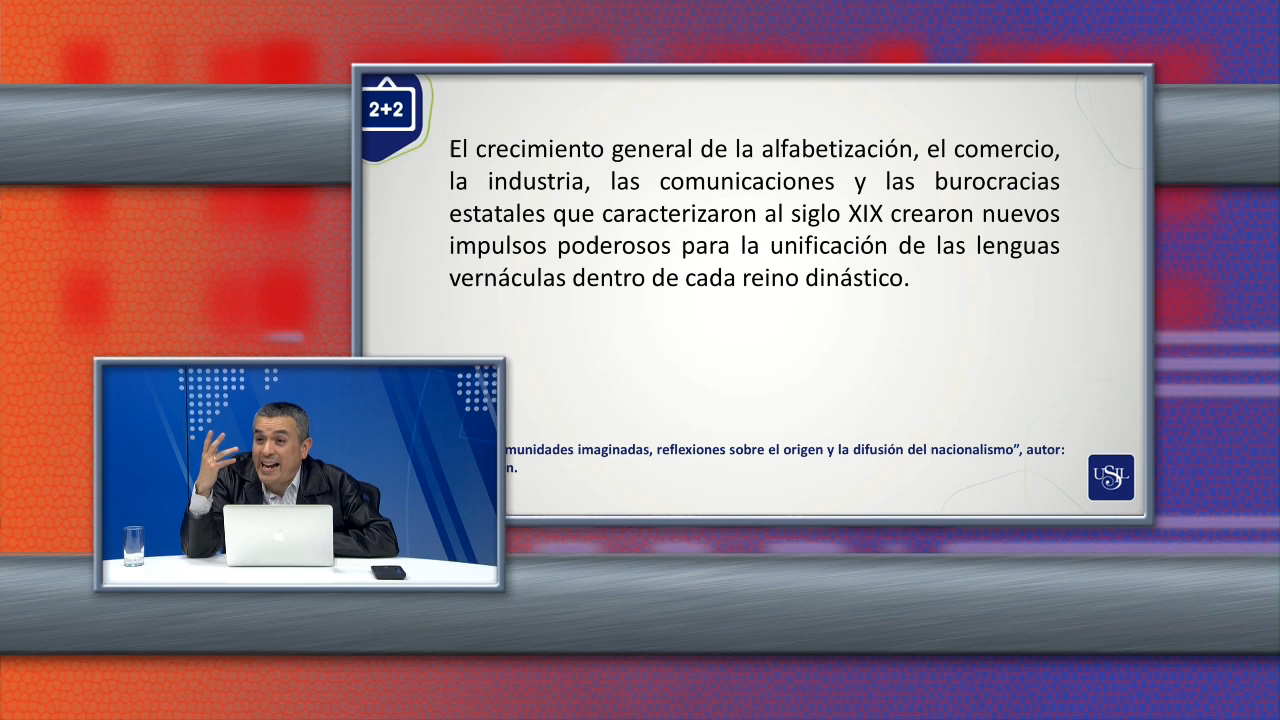 2+2
El crecimiento general de la alfabetización, el comercio,
la industria, las comunicaciones y las burocracias
estatales que caracterizaron al siglo XIX crearon nuevos
impulsos poderosos para la unificación de las lenguas
vernáculas dentro de cada reino dinástico.
munidades imaginadas, reflexiones sobre el origen y la difusión del nacionalismo”, autor:
n.
USIL